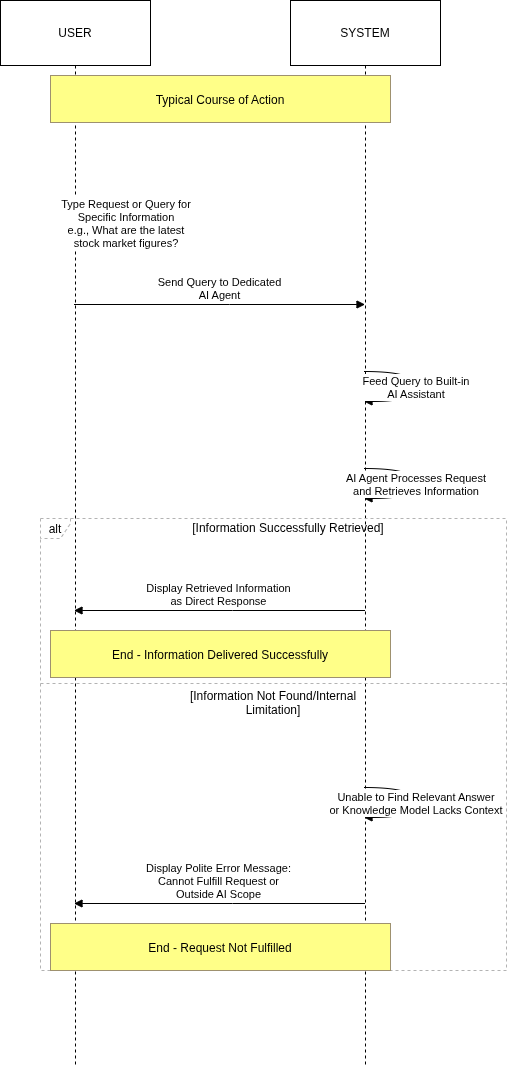 USER
SYSTEM
Typical Course of Action
Type Request or Query for
Specific Information
e.g., What are the latest
stock market figures?
Send Query to Dedicated
AI Agent
Feed Query to Built-in
AI Assistant
AI Agent Processes Request
and Retrieves Information
alt
[Information Successfully Retrieved]
Display Retrieved Information
as Direct Response
End - Information Delivered Successfully
[Information Not Found/Internal
Limitation]
Unable to Find Relevant Answer
or Knowledge Model Lacks Context
Display Polite Error Message:
Cannot Fulfill Request or
Outside AI Scope
End - Request Not Fulfilled